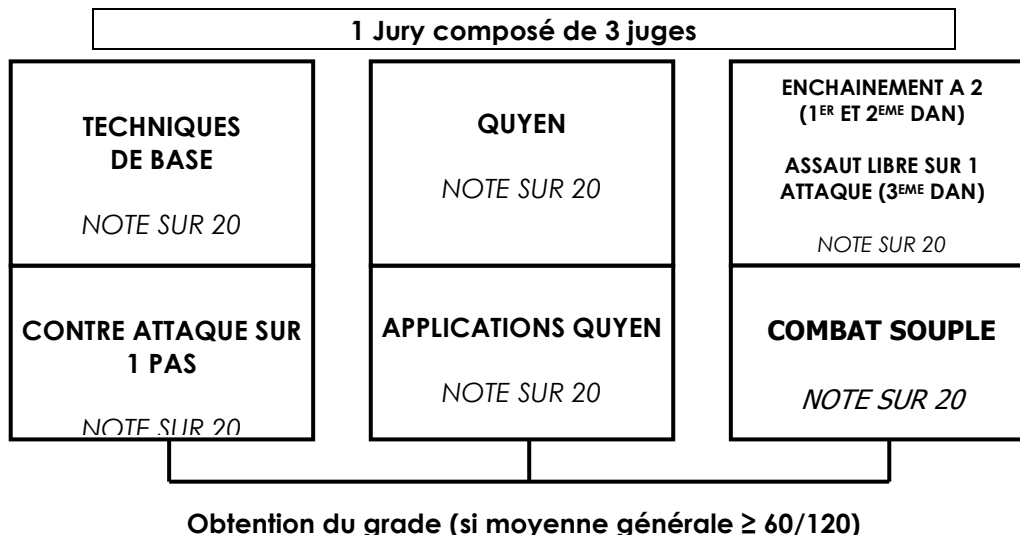 1 Jury composé de 3 juges
TECHNIQUES
DE BASE
NOTE SUR 20
CONTRE ATTAQUE SUR
1 PAS
NOTE SUR 20
QUYEN
NOTE SUR 20
APPLICATIONS QUYEN
NOTE SUR 20
ENCHAINEMENT A 2
(1ER ET 2EME DAN)
ASSAUT LIBRE SUR 1
ATTAQUE (3EME DAN)
NOTE SUR 20
COMBAT SOUPLE
NOTE SUR 20
Obtention du grade (si moyenne générale ≥ 60/120)